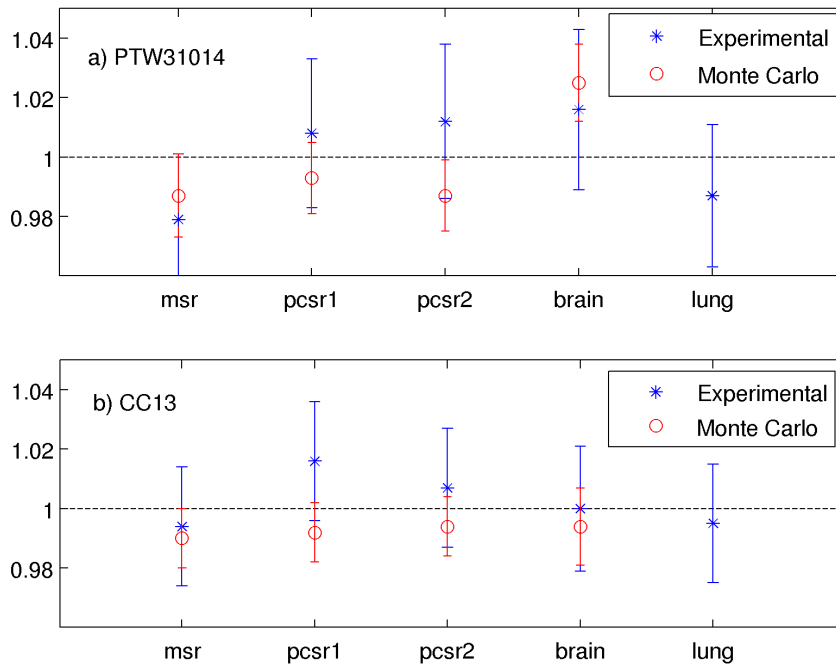 1.04
1.02
1
0.98
a) PTW31014
Experimental
Monte Carlo
msr pcsr1 pcsr2 brain lung
1.04
1.02
1
0.98
b) CC13
Experimental
Monte Carlo
msr pcsr1 pcsr2 brain lung